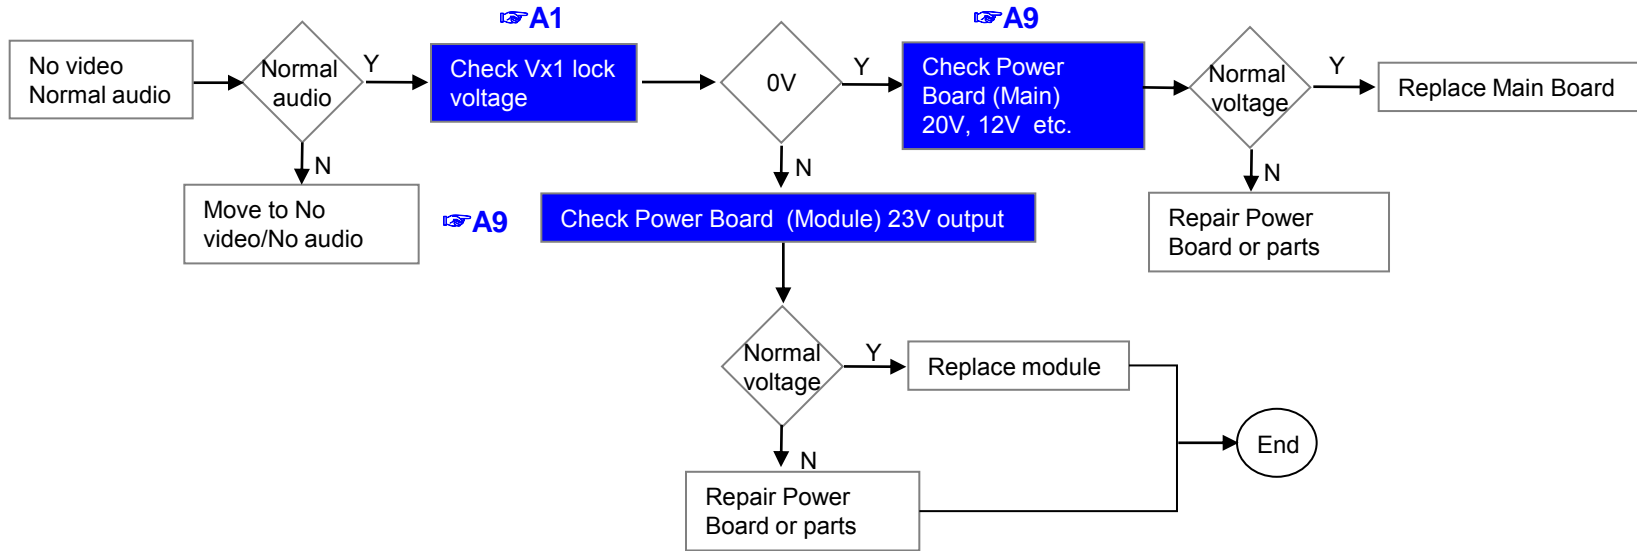 ☞A1
☞A9
No video
Normal audio
Normal
audio
Y
N
Check Vx1 lock
voltage
0V
Y
N
Check Power
Board (Main)
20V, 12V etc.
Normal
voltage
Y
N
Replace Main Board
Move to No
video/No audio
☞A9
Check Power Board (Module) 23V output
Repair Power
Board or parts
Normal
voltage
Y
N
Replace module
End
Repair Power
Board or parts